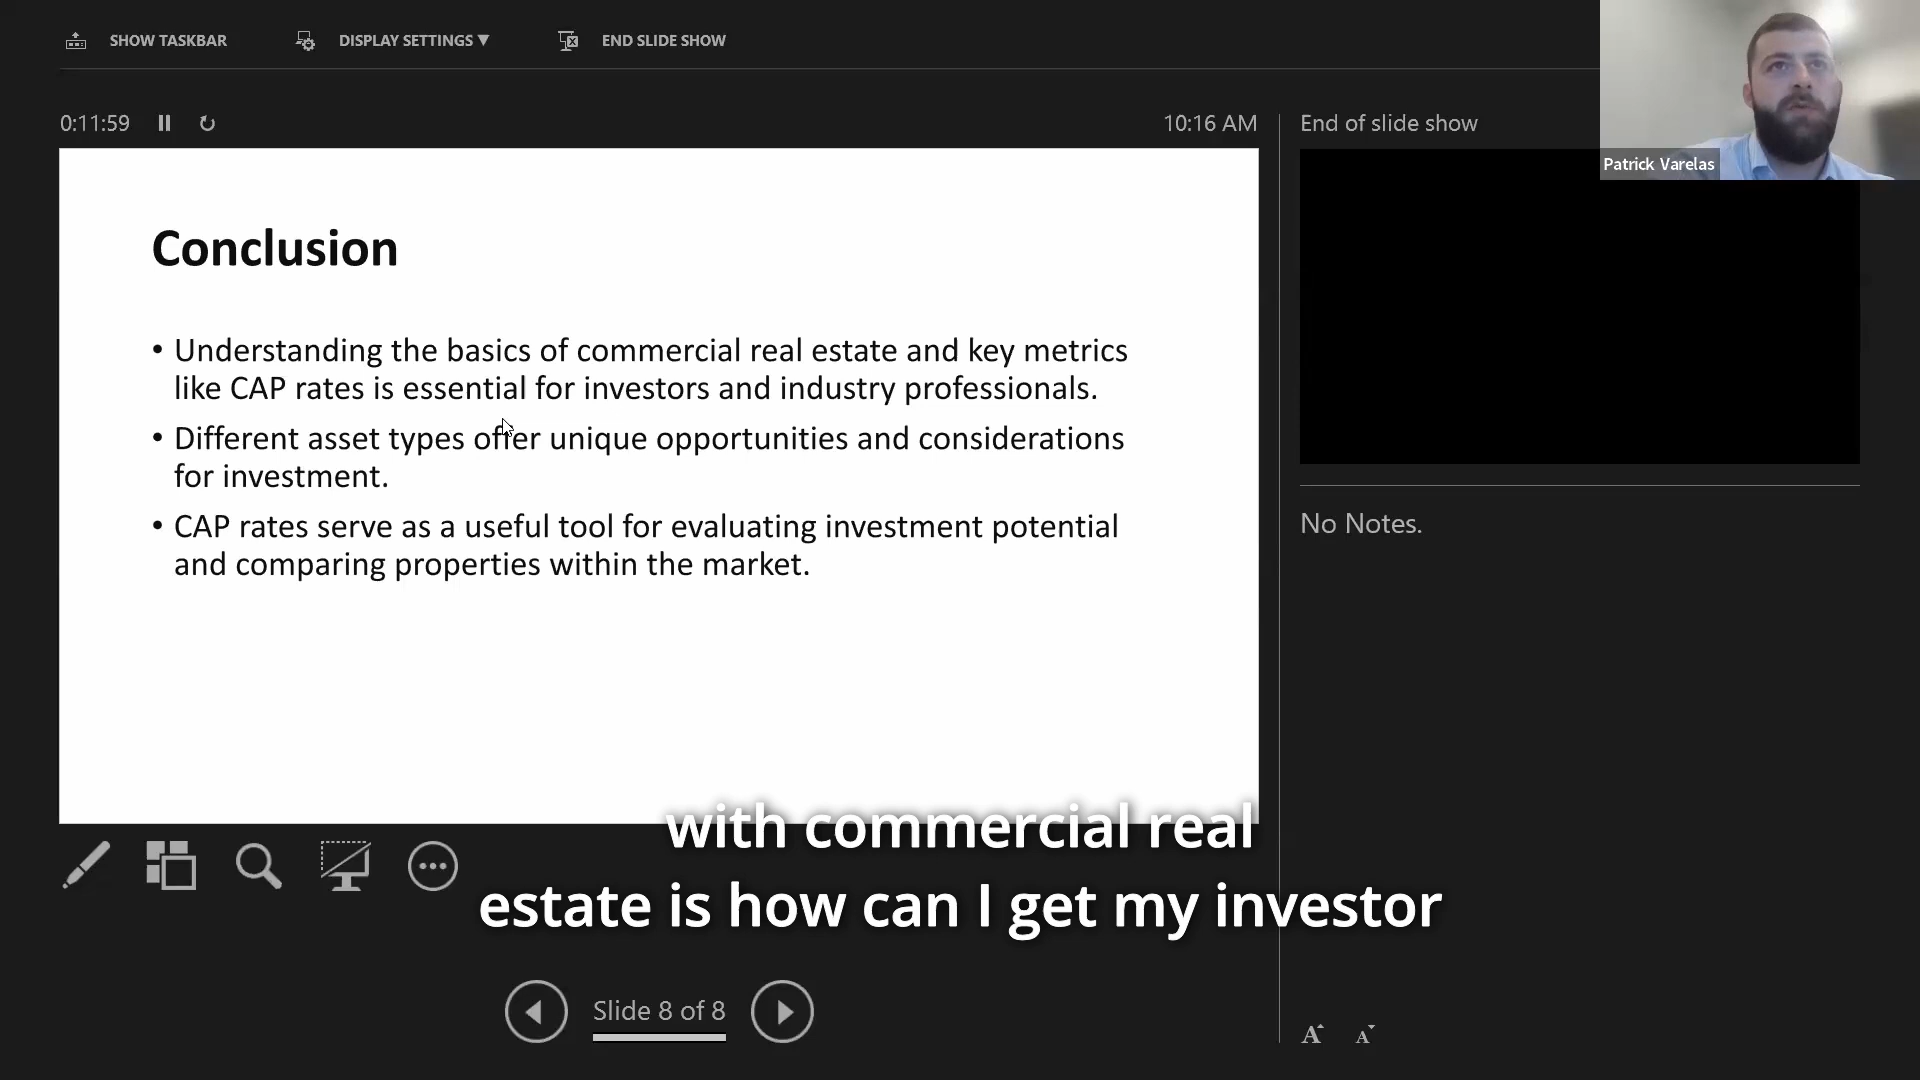 SHOW TASKBAR
DISPLAY SETTINGS ▼
END SLIDE SHOW
0:11:59
10:16 AM
End of slide show
Patrick Varelas
Conclusion
• Understanding the basics of commercial real estate and key metrics
like CAP rates is essential for investors and industry professionals.
• Different asset types offer unique opportunities and considerations
for investment.
• CAP rates serve as a useful tool for evaluating investment potential
and comparing properties within the market.
No Notes.
with commercial real
estate is how can I get my investor
Slide 8 of 8
A A